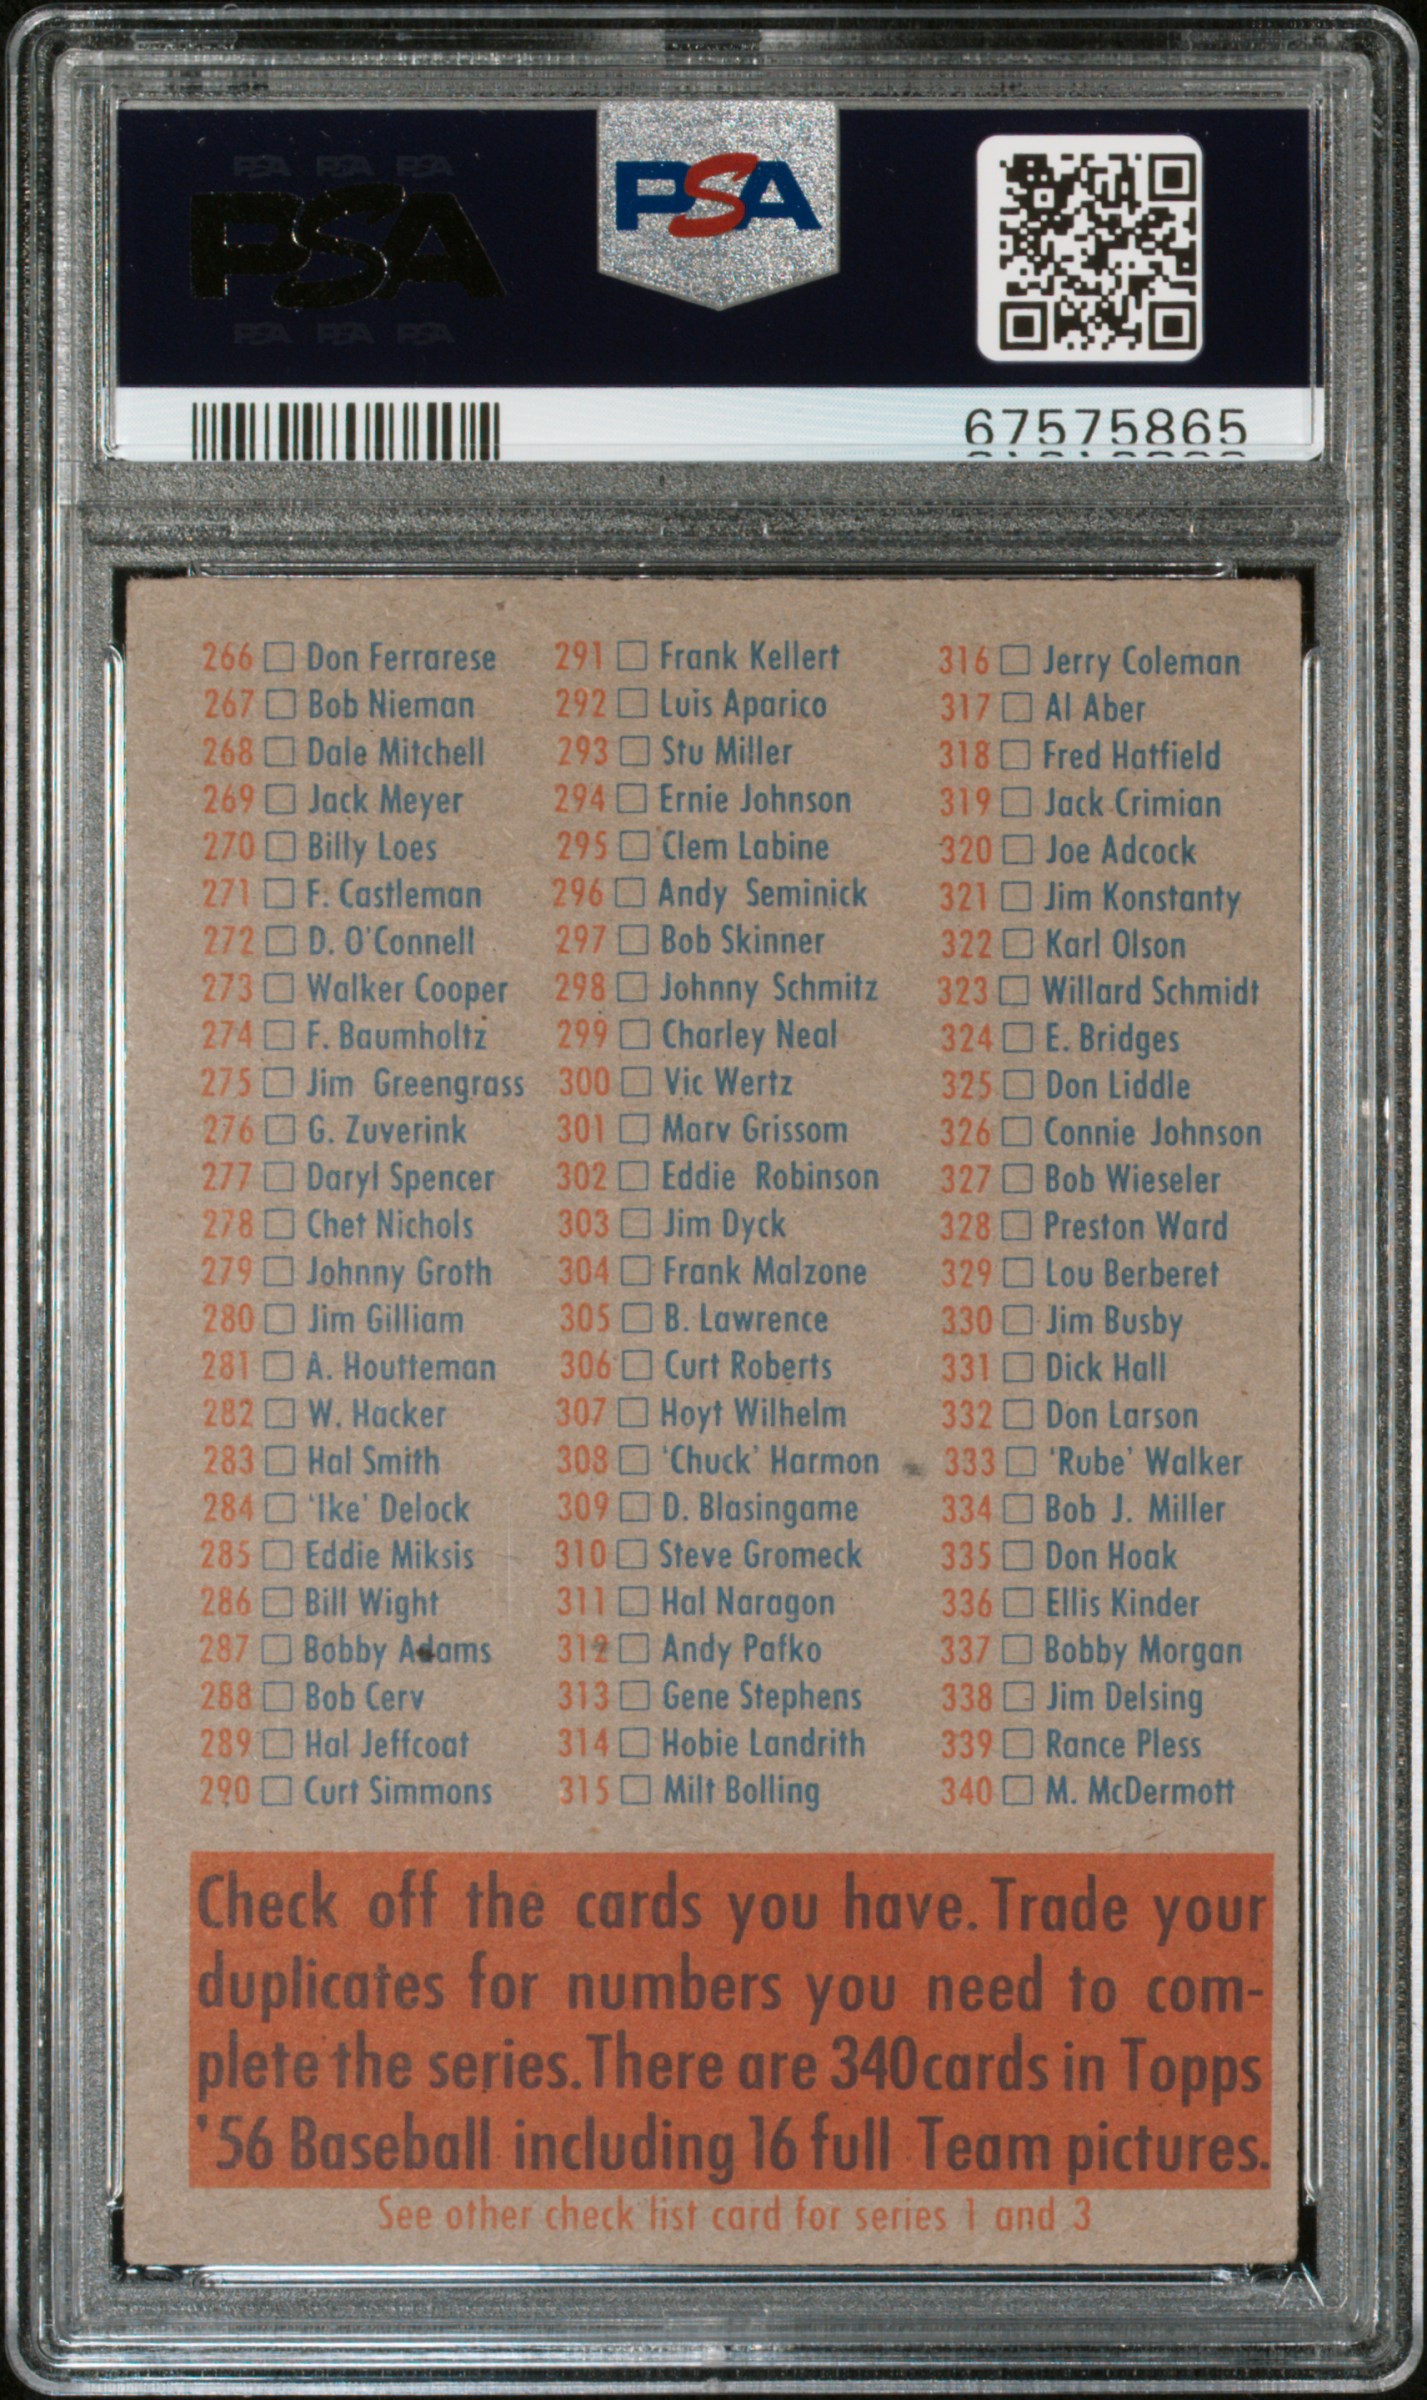 PSA PSA PSA
PSA
PSA PSA PSA
PSA
67575865
266 Don Ferrarese 291 Frank Kellert 316 Jerry Coleman
267 Bob Nieman 292 Luis Aparico 317 Al Aber
268 Dale Mitchell 293 Stu Miller 318 Fred Hatfield
269 Jack Meyer 294 Ernie Johnson 319 Jack Crimian
270 Billy Loes 295 Clem Labine 320 Joe Adcock
271 F. Castleman 296 Andy Seminick 321 Jim Konstanty
272 D. O'Connell 297 Bob Skinner 322 Karl Olson
273 Walker Cooper 298 Johnny Schmitz 323 Willard Schmidt
274 F. Baumholtz 299 Charley Neal 324 E. Bridges
275 Jim Greengrass 300 Vic Wertz 325 Don Liddle
276 G. Zuverink 301 Marv Grissom 326 Connie Johnson
277 Daryl Spencer 302 Eddie Robinson 327 Bob Wieseler
278 Chet Nichols 303 Jim Dyck 328 Preston Ward
279 Johnny Groth 304 Frank Malzone 329 Lou Berberet
280 Jim Gilliam 305 B. Lawrence 330 Jim Busby
281 A. Houtteman 306 Curt Roberts 331 Dick Hall
282 W. Hacker 307 Hoyt Wilhelm 332 Don Larson
283 Hal Smith 308 'Chuck' Harmon 333 'Rube' Walker
284 'Ike' Delock 309 D. Blasingame 334 Bob J. Miller
285 Eddie Miksis 310 Steve Gromeck 335 Don Hoak
286 Bill Wight 311 Hal Naragon 336 Ellis Kinder
287 Bobby Adams 312 Andy Pafko 337 Bobby Morgan
288 Bob Cerv 313 Gene Stephens 338 Jim Delsing
289 Hal Jeffcoat 314 Hobie Landrith 339 Rance Pless
290 Curt Simmons 315 Milt Bolling 340 M. McDermott
Check off the cards you have. Trade your
duplicates for numbers you need to com-
plete the series. There are 340 cards in Topps
'56 Baseball including 16 full Team pictures.
See other check list card for series 1 and 3